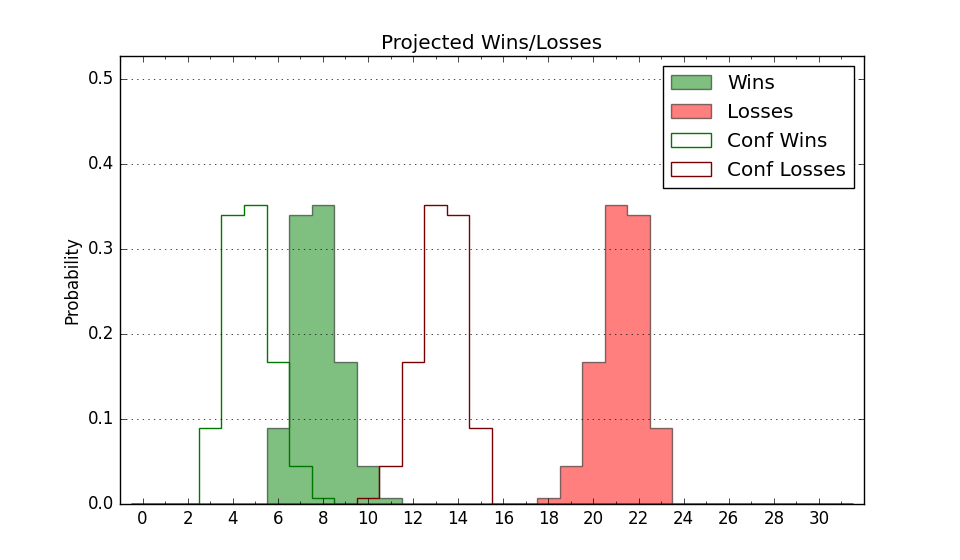 Projected Wins/Losses
Wins
Losses
Conf Wins
Conf Losses
Probability
0.5
0.4
0.3
0.2
0.1
0.0
0 2 4 6 8 10 12 14 16 18 20 22 24 26 28 30